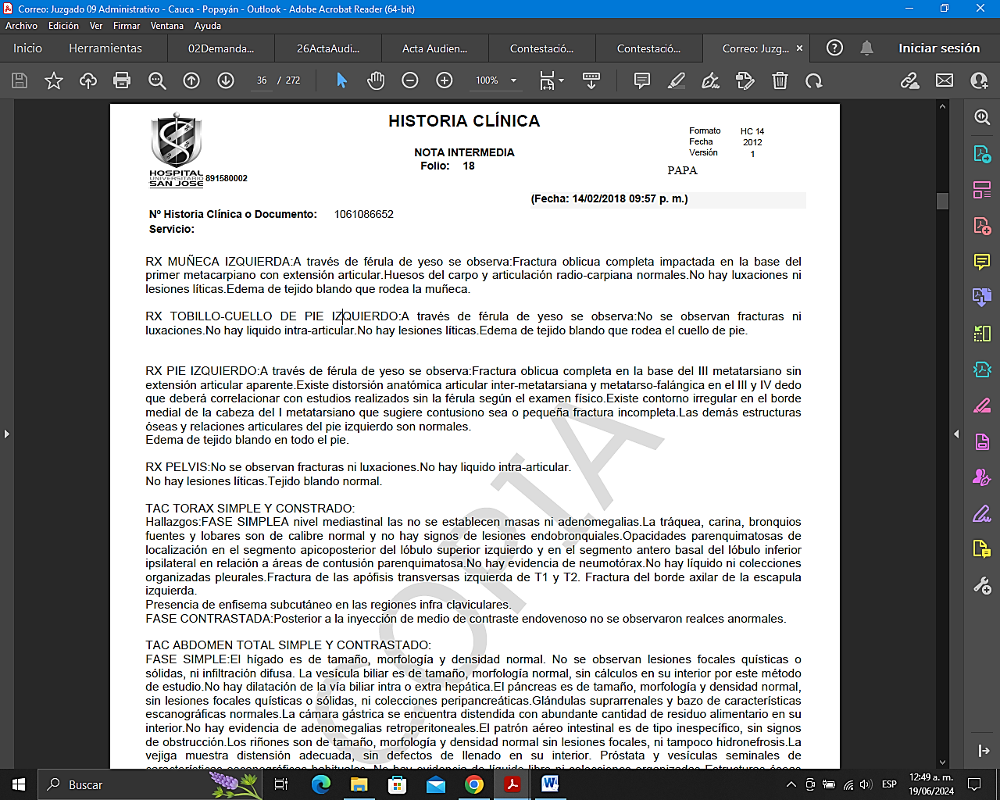 Correo: Juzgado 09 Administrativo - Cauca - Popayán - Outlook - Adobe Acrobat Reader (64-bit)
Archivo Edición Ver Firmar Ventana Ayuda
Inicio Herramientas 02Demanda... 26ActaAudi... Acta Audien... Contestació... Contestació... Correo: Juzg... Iniciar sesión
36 / 272 100%
HISTORIA CLÍNICA
Formato HC 14
Fecha 2012
Versión 1
NOTA INTERMEDIA
Folio: 18
PAPA
HOSPITAL
UNIVERSITARIO
SAN JOSE
891580002
(Fecha: 14/02/2018 09:57 p. m.)
Nº Historia Clínica o Documento: 1061086652
Servicio:
RX MUÑECA IZQUIERDA:A través de férula de yeso se observa:Fractura oblicua completa impactada en la base del
primer metacarpiano con extensión articular.Huesos del carpo y articulación radio-carpiana normales.No hay luxaciones ni
lesiones líticas.Edema de tejido blando que rodea la muñeca.
RX TOBILLO-CUELLO DE PIE IZQUIERDO:A través de férula de yeso se observa:No se observan fracturas ni
luxaciones.No hay liquido intra-articular.No hay lesiones líticas.Edema de tejido blando que rodea el cuello de pie.
RX PIE IZQUIERDO:A través de férula de yeso se observa:Fractura oblicua completa en la base del III metatarsiano sin
extensión articular aparente.Existe distorsión anatómica articular inter-metatarsiana y metatarso-falángica en el III y IV dedo
que deberá correlacionar con estudios realizados sin la férula según el examen físico.Existe contorno irregular en el borde
medial de la cabeza del I metatarsiano que sugiere contusiono sea o pequeña fractura incompleta.Las demás estructuras
óseas y relaciones articulares del pie izquierdo son normales.
Edema de tejido blando en todo el pie.
RX PELVIS:No se observan fracturas ni luxaciones.No hay liquido intra-articular.
No hay lesiones líticas.Tejido blando normal.
TAC TORAX SIMPLE Y CONSTRADO:
Hallazgos:FASE SIMPLEA nivel mediastinal las no se establecen masas ni adenomegalias.La tráquea, carina, bronquios
fuentes y lobares son de calibre normal y no hay signos de lesiones endobronquiales.Opacidades parenquimatosas de
localización en el segmento apicoposterior del lóbulo superior izquierdo y en el segmento antero basal del lóbulo inferior
ipsilateral en relación a áreas de contusión parenquimatosa.No hay evidencia de neumotórax.No hay líquido ni colecciones
organizadas pleurales.Fractura de las apófisis transversas izquierda de T1 y T2. Fractura del borde axilar de la escapula
izquierda.
Presencia de enfisema subcutáneo en las regiones infra claviculares.
FASE CONTRASTADA:Posterior a la inyección de medio de contraste endovenoso no se observaron realces anormales.
TAC ABDOMEN TOTAL SIMPLE Y CONTRASTADO:
FASE SIMPLE:El hígado es de tamaño, morfología y densidad normal. No se observan lesiones focales quísticas o
sólidas, ni infiltración difusa. La vesícula biliar es de tamaño, morfología normal, sin cálculos en su interior por este método
de estudio.No hay dilatación de la vía biliar intra o extra hepática.El páncreas es de tamaño, morfología y densidad normal,
sin lesiones focales quísticas o sólidas, ni colecciones peripancreáticas.Glándulas suprarrenales y bazo de características
escanográficas normales.La cámara gástrica se encuentra distendida con abundante cantidad de residuo alimentario en su
interior.No hay evidencia de adenomegalias retroperitoneales.El patrón aéreo intestinal es de tipo inespecífico, sin signos
de obstrucción.Los riñones son de tamaño, morfología y densidad normal sin lesiones focales, ni tampoco hidronefrosis.La
vejiga muestra distensión adecuada, sin defectos de llenado en su interior. Próstata y vesículas seminales de
COPIA
Buscar
ESP
12:49 a. m.
19/06/2024